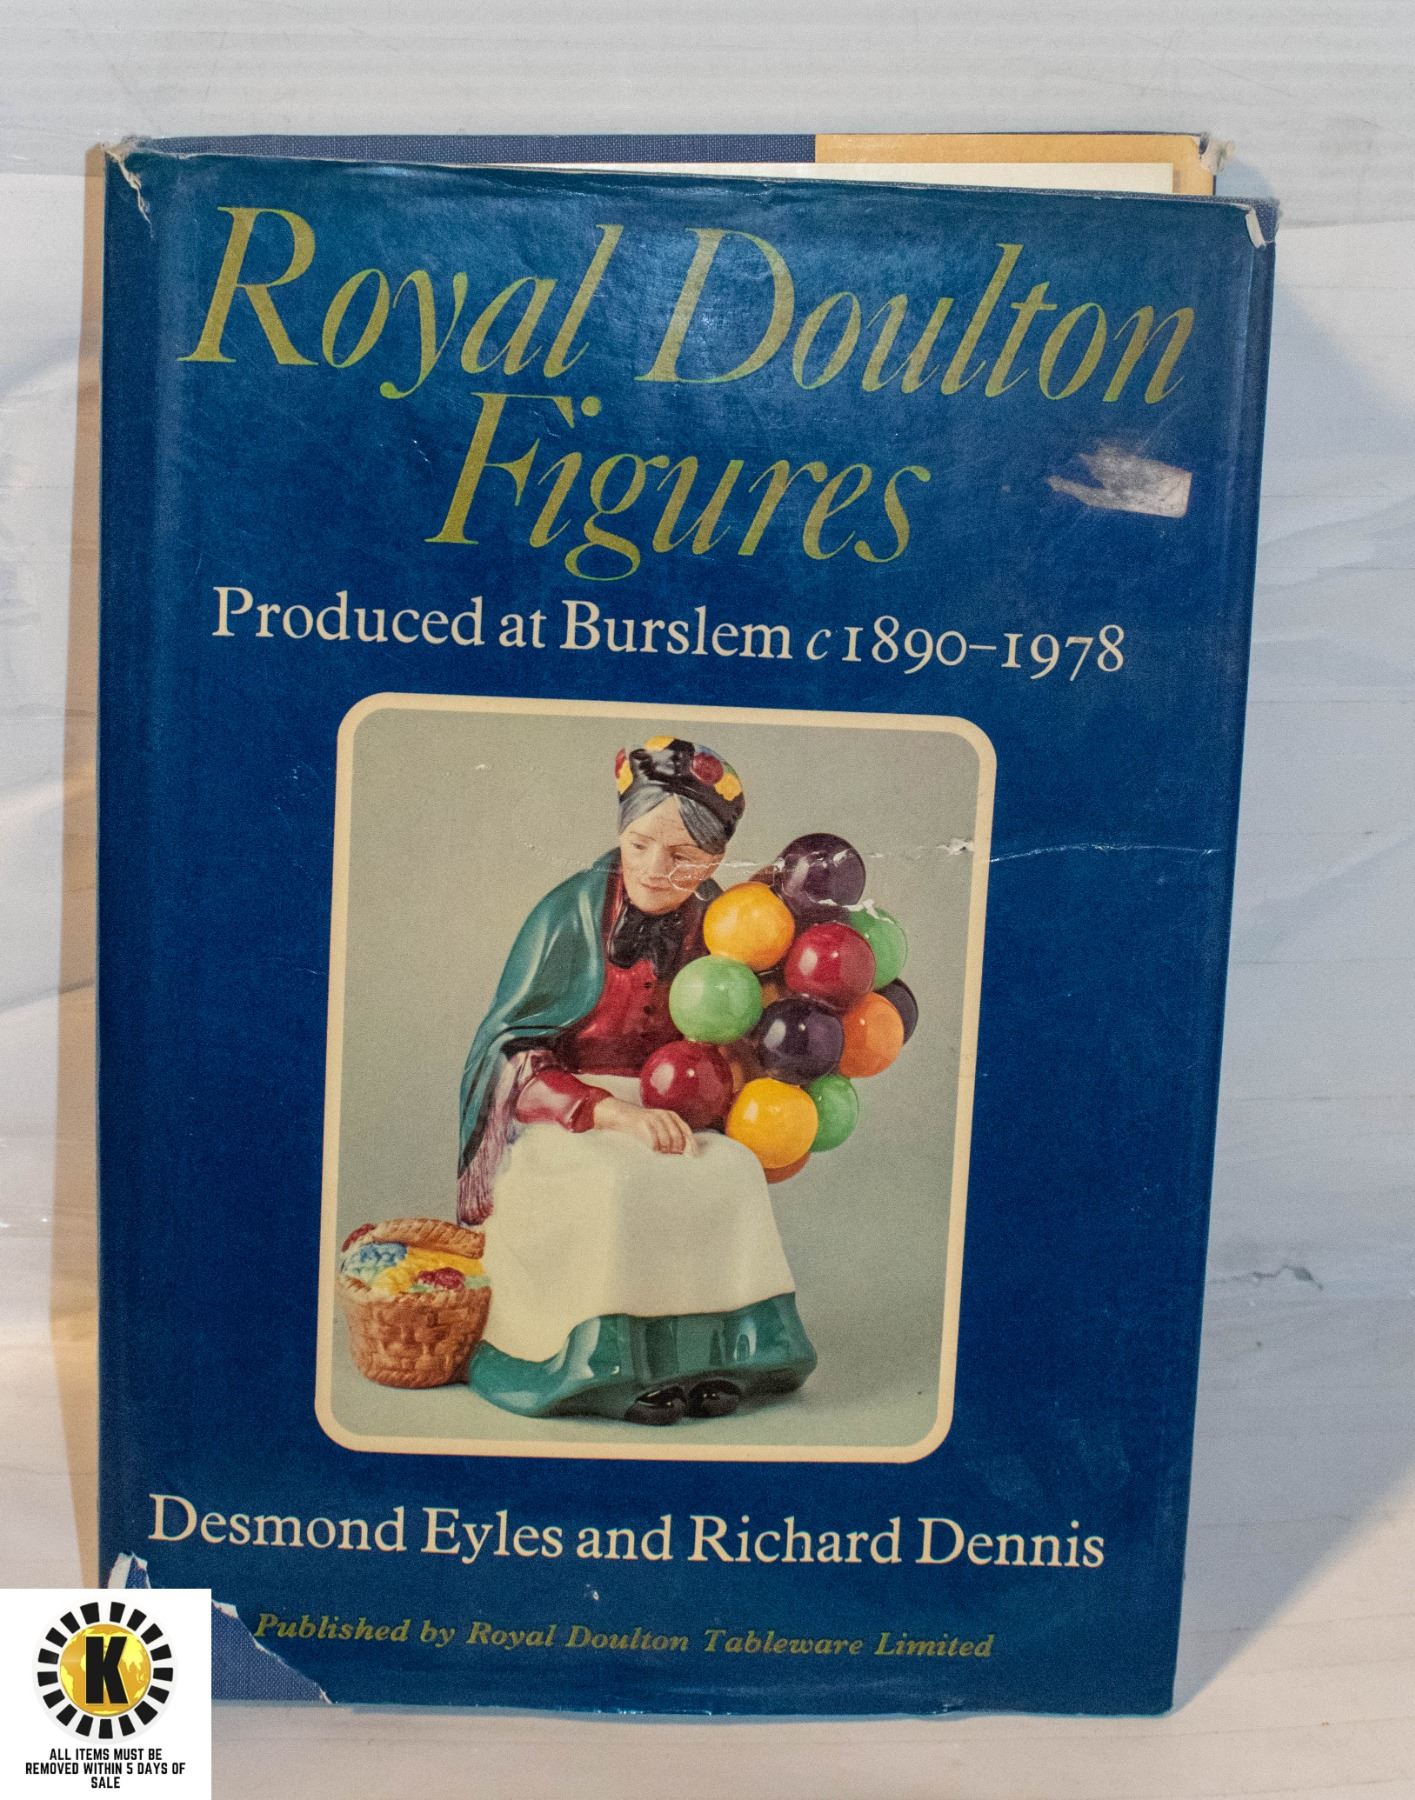 Royal Doulton
Figures
Produced at Burslem c1890–1978
Desmond Eyles and Richard Dennis
Published by Royal Doulton Tableware Limited
K
ALL ITEMS MUST BE
REMOVED WITHIN 5 DAYS OF
SALE